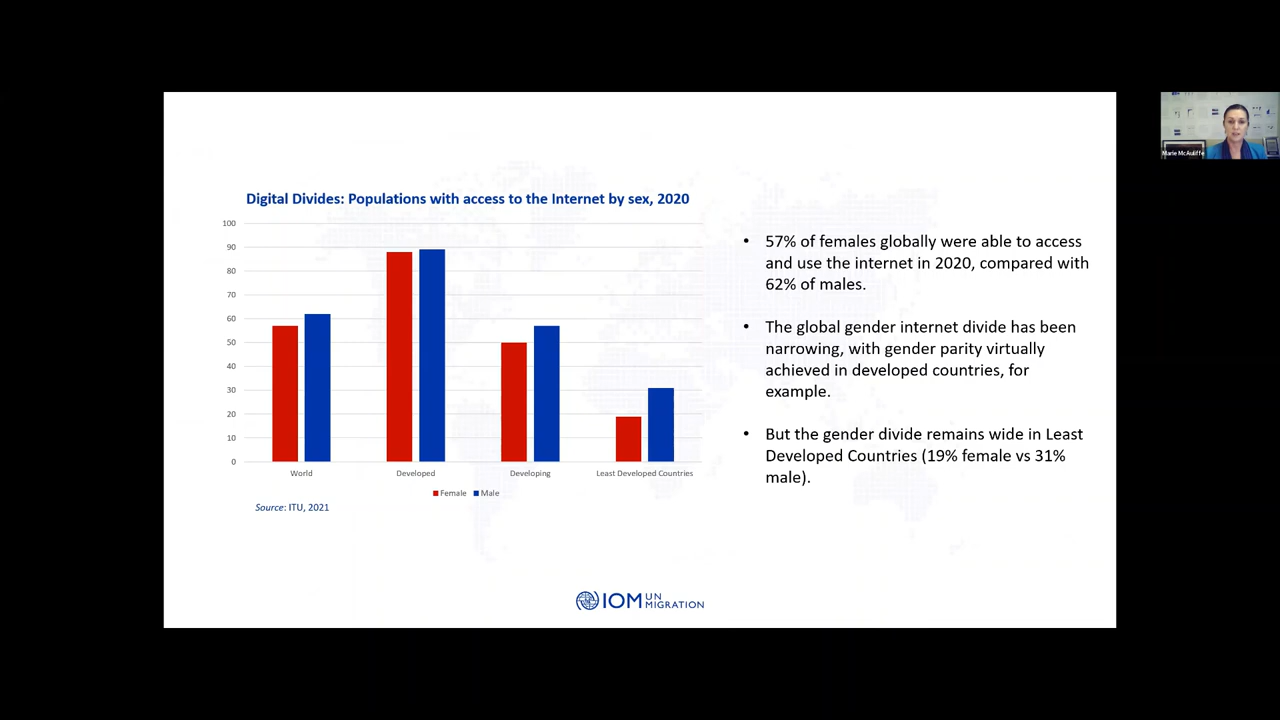 Marie McAuliffe
Digital Divides: Populations with access to the Internet by sex, 2020
100
90
80
70
60
50
40
30
20
10
0
World
Developed
Developing
Least Developed Countries
Female
Male
Source: ITU, 2021
• 57% of females globally were able to access
and use the internet in 2020, compared with
62% of males.
• The global gender internet divide has been
narrowing, with gender parity virtually
achieved in developed countries, for
example.
• But the gender divide remains wide in Least
Developed Countries (19% female vs 31%
male).
IOM UN
MIGRATION